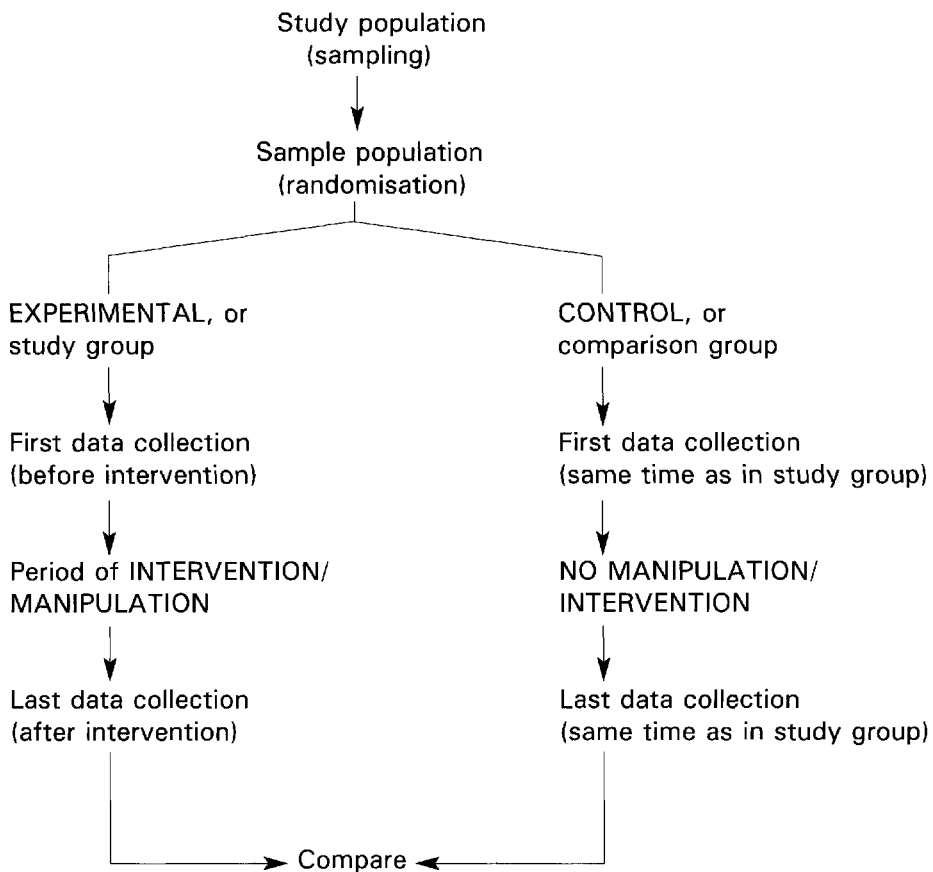 Study population
(sampling)
Sample population
(randomisation)
EXPERIMENTAL, or
study group
CONTROL, or
comparison group
First data collection
(before intervention)
First data collection
(same time as in study group)
Period of INTERVENTION/
MANIPULATION
NO MANIPULATION/
INTERVENTION
Last data collection
(after intervention)
Last data collection
(same time as in study group)
Compare